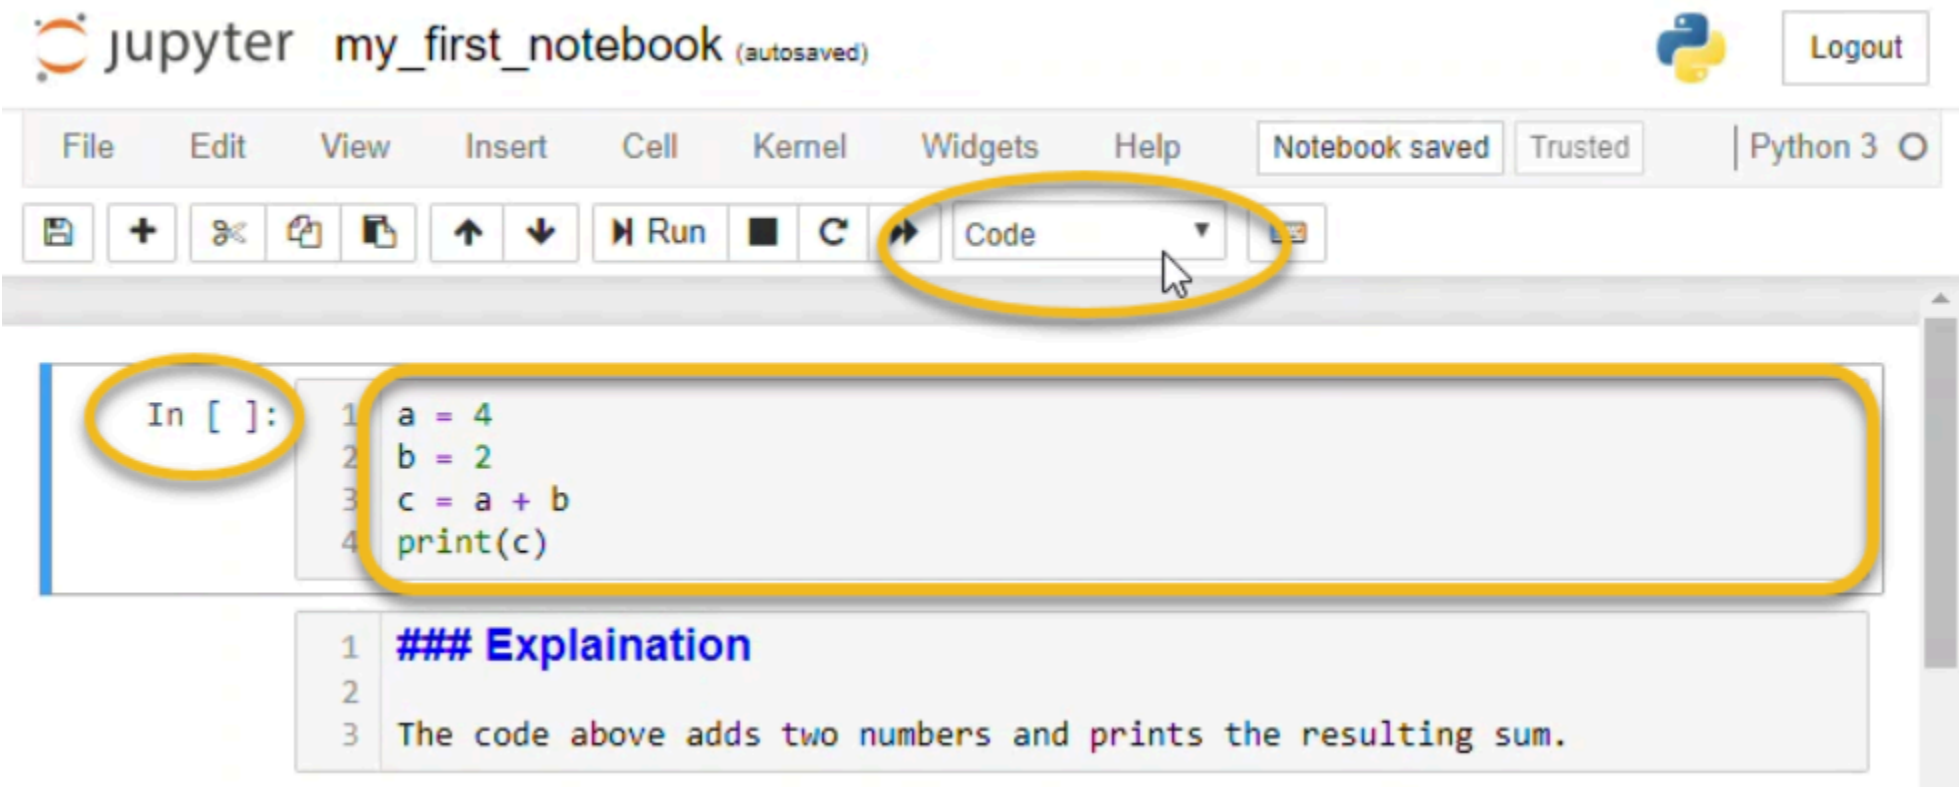 jupyter my_first_notebook (autosaved) Logout
File Edit View Insert Cell Kernel Widgets Help Notebook saved Trusted Python 3
Run Code
In [ ]: 1 a = 4
2 b = 2
3 c = a + b
4 print(c)
1 ### Explaination
2
3 The code above adds two numbers and prints the resulting sum.